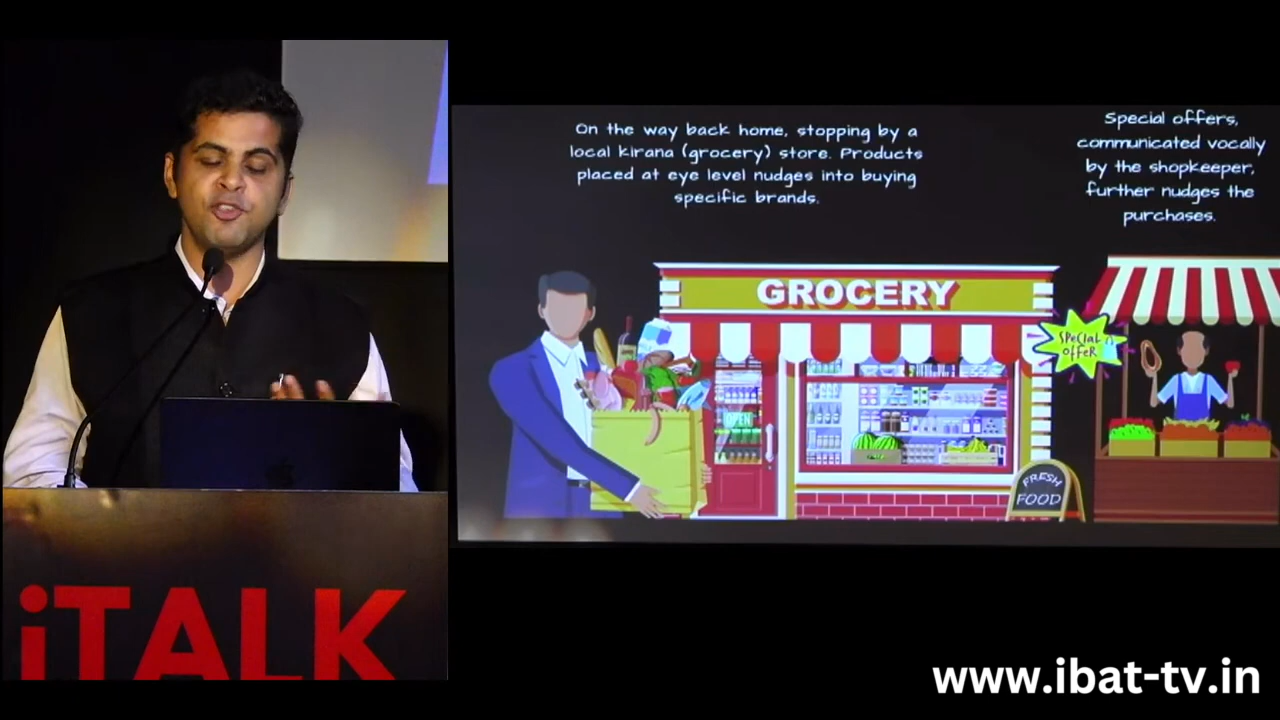 On the way back home, stopping by a
local kirana (grocery) store. Products
placed at eye level nudges into buying
specific brands.
Special offers,
communicated vocally
by the shopkeeper,
further nudges the
purchases.
GROCERY
SPECIAL
OFFER
OPEN
FRESH
FOOD
iTALK
www.ibat-tv.in